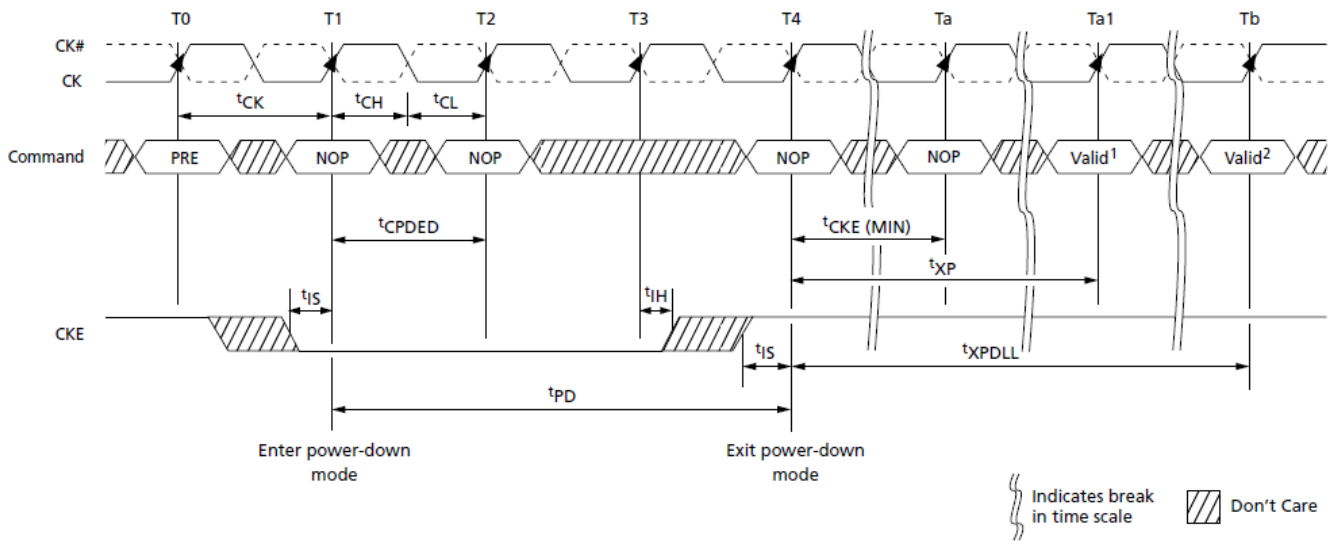 T0 T1 T2 T3 T4 Ta Ta1 Tb
CK#
CK
tCK tCH tCL
Command PRE NOP NOP NOP NOP Valid1 Valid2
tCPDED tCKE (MIN)
tXP
tIS tIH
CKE
tIS tXPDLL
tPD
Enter power-down
mode
Exit power-down
mode
Indicates break
in time scale
Don't Care